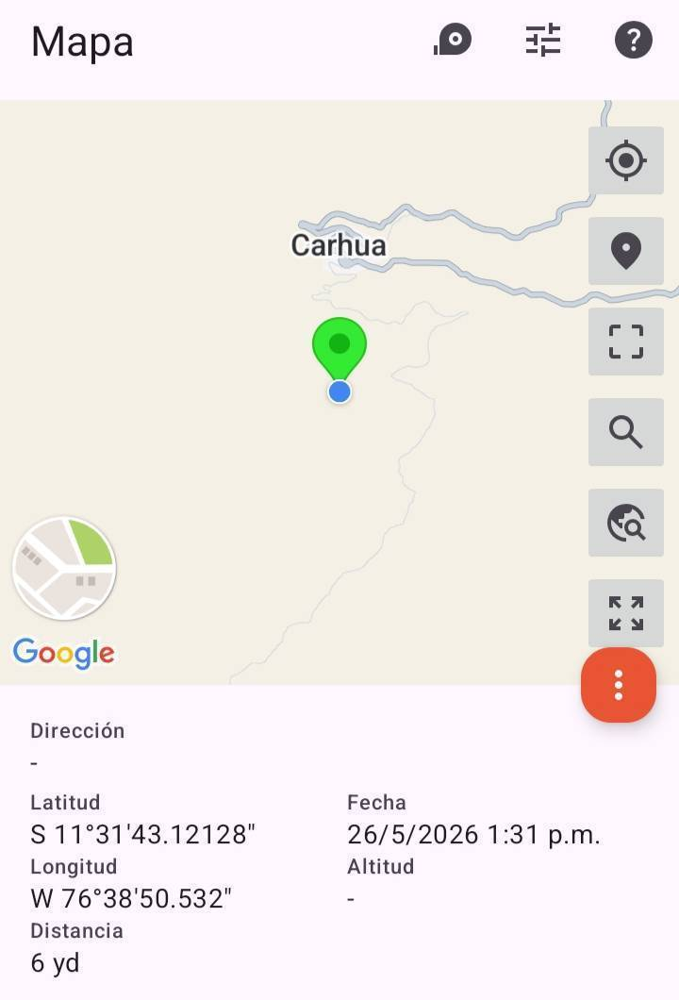 Mapa
Carhua
Google
Dirección
-
Latitud
S 11°31'43.12128"
Fecha
26/5/2026 1:31 p.m.
Longitud
W 76°38'50.532"
Altitud
-
Distancia
6 yd